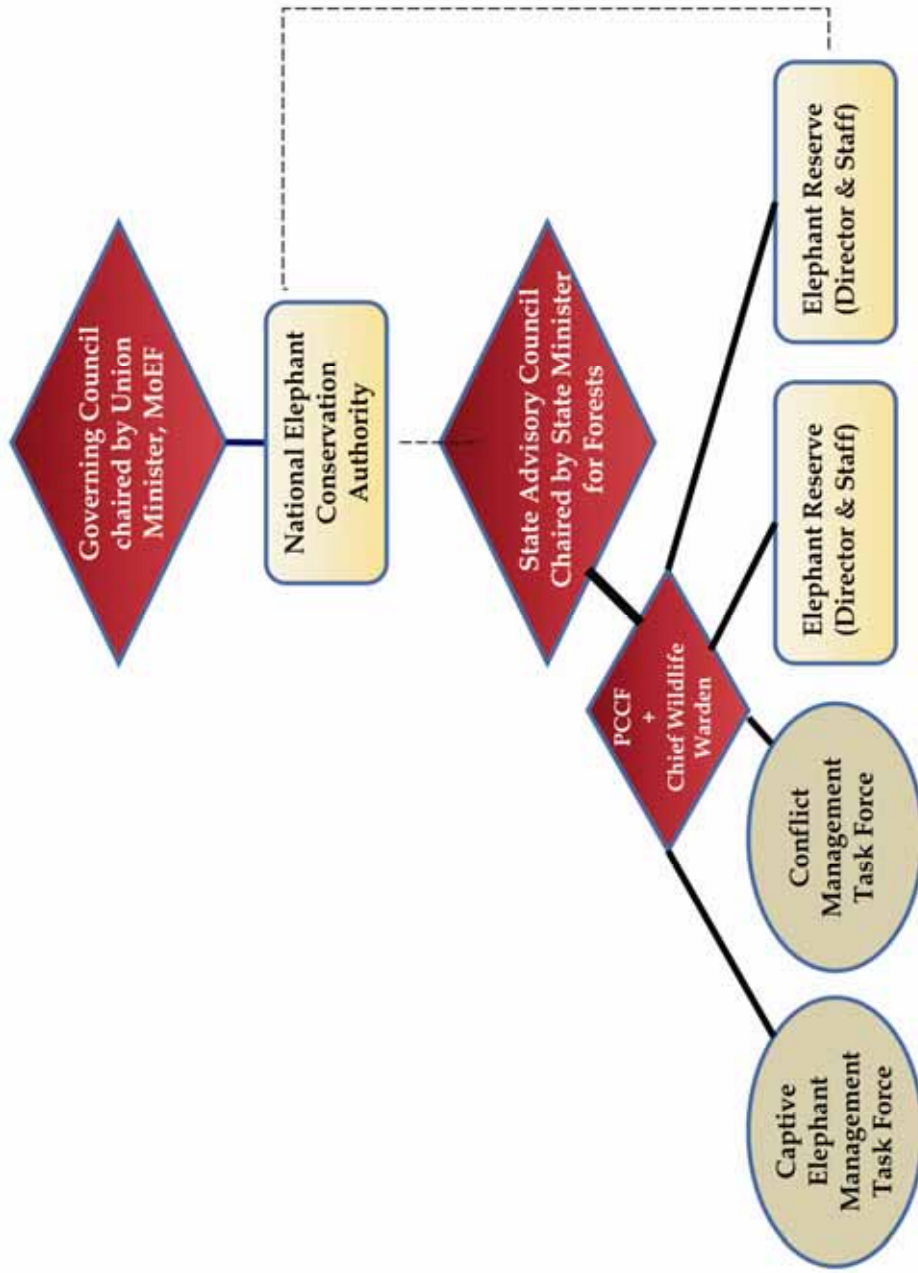 Governing Council
chaired by Union
Minister, MoEF
National Elephant
Conservation
Authority
State Advisory Council
Chaired by State Minister
for Forests
PCCF
+
Chief Wildlife
Warden
Captive
Elephant
Management
Task Force
Conflict
Management
Task Force
Elephant Reserve
(Director & Staff)
Elephant Reserve
(Director & Staff)